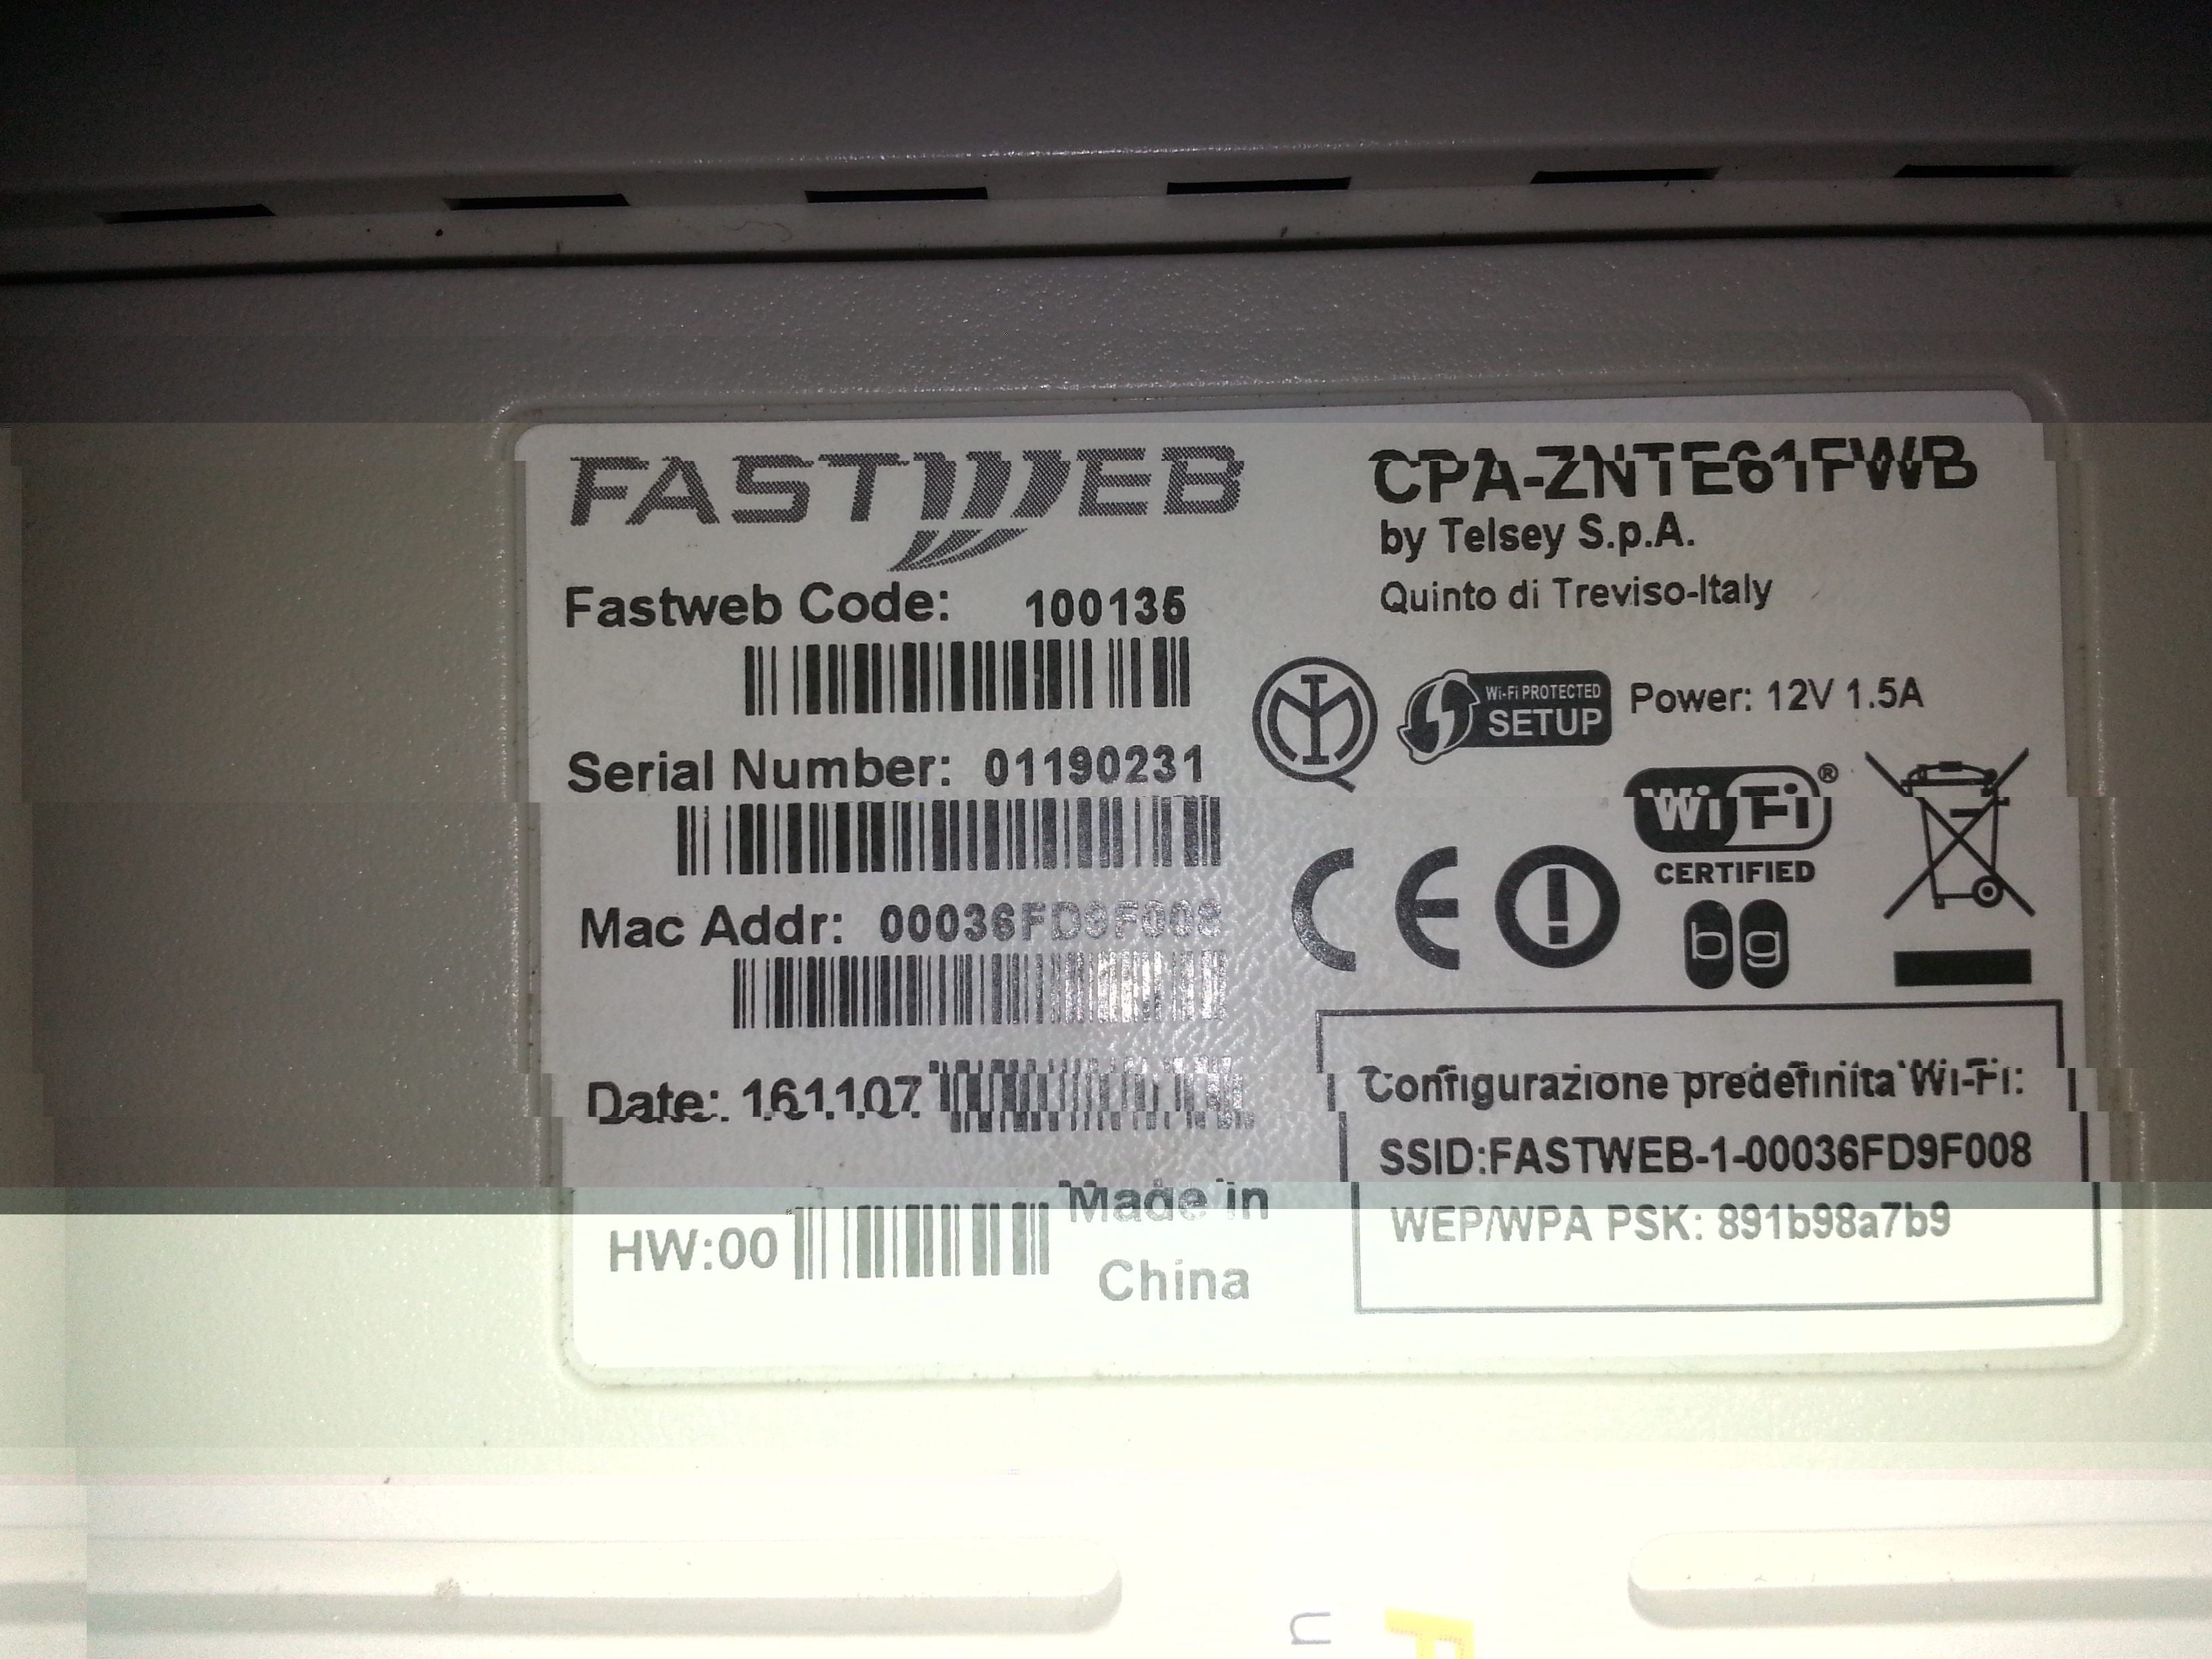 FASTWEB
Fastweb Code: 100135
Serial Number: 01190231
Mac Addr: 00036FD9F008
Date: 161107
HW:00
Made in
China
CPA-ZNTE61FWB
by Telsey S.p.A.
Quinto di Treviso-Italy
Wi-Fi PROTECTED
SETUP
Power: 12V 1.5A
Wi Fi ®
CERTIFIED
b g
CE
Configurazione predefinita Wi-Fi:
SSID:FASTWEB-1-00036FD9F008
WEP/WPA PSK: 891b98a7b9